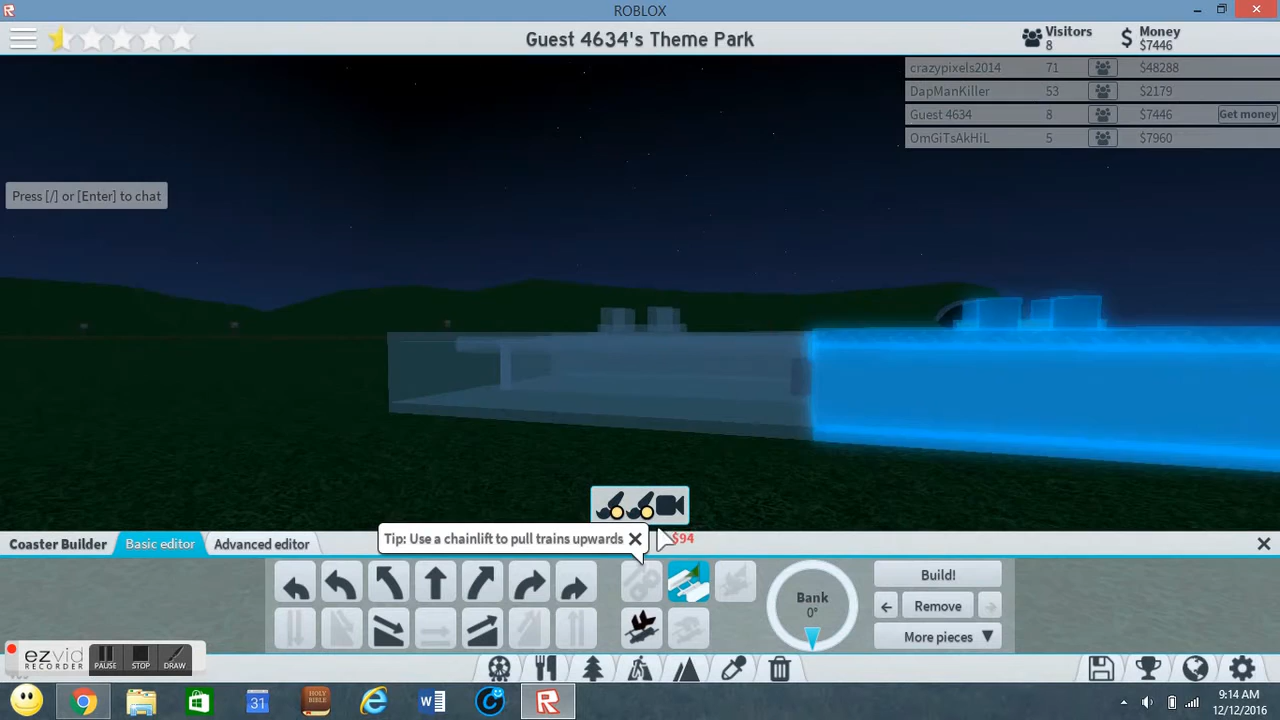 ROBLOX
Guest 4634's Theme Park
Visitors
8
$ Money
$7446
crazypixels2014 71 $48288
DapManKiller 53 $2179
Guest 4634 8 $7446 Get money
OmGiTsAkHiL 5 $7960
Press [/] or [Enter] to chat
Tip: Use a chainlift to pull trains upwards
$94
Coaster Builder Basic editor Advanced editor
Bank
0°
Build!
Remove
More pieces
ezvid
RECORDER
PAUSE STOP DRAW
31
HOLY
BIBLE
9:14 AM
12/12/2016